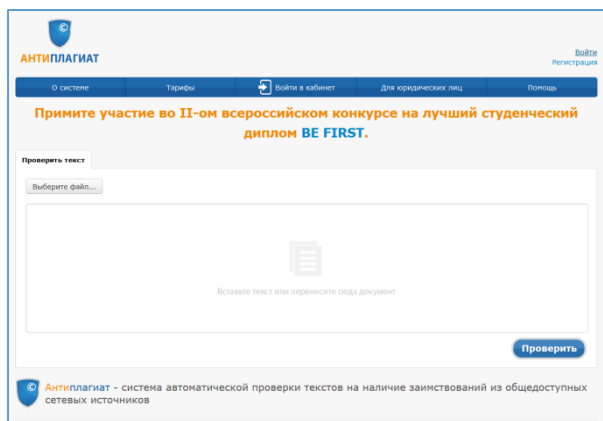 ©
АНТИПЛАГИАТ
Войти
Регистрация
О системе
Тарифы
Войти в кабинет
Для юридических лиц
Помощь
Примите участие во II-ом всероссийском конкурсе на лучший студенческий
диплом BE FIRST.
Проверить текст
Выберите файл...
Вставьте текст или перенесите сюда документ
Проверить
©
Антиплагиат - система автоматической проверки текстов на наличие заимствований из общедоступных
сетевых источников